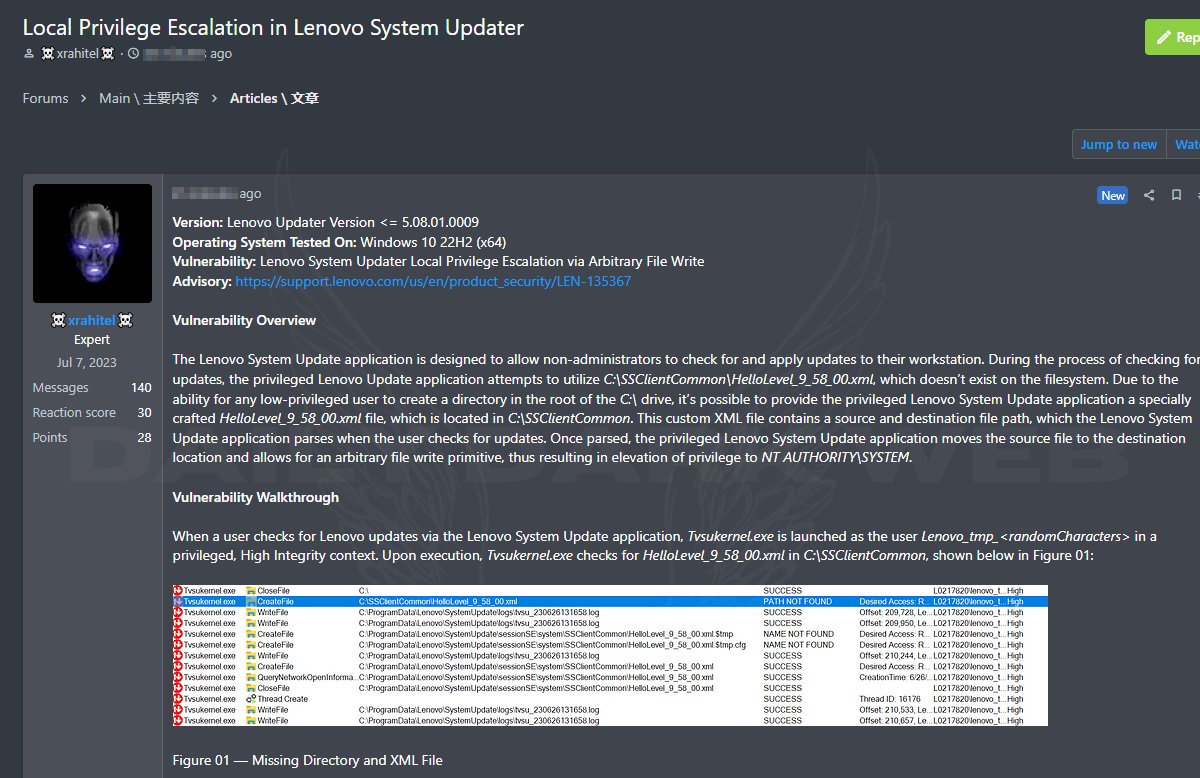 Local Privilege Escalation in Lenovo System Updater
☠️ xrahitel ☠️ · ago
Rep
Forums > Main \ 主要内容 > Articles \ 文章
Jump to new
Wat
ago
New
☠️ xrahitel ☠️
Expert
Jul 7, 2023
Messages 140
Reaction score 30
Points 28
Version: Lenovo Updater Version <= 5.08.01.0009
Operating System Tested On: Windows 10 22H2 (x64)
Vulnerability: Lenovo System Updater Local Privilege Escalation via Arbitrary File Write
Advisory: https://support.lenovo.com/us/en/product_security/LEN-135367
Vulnerability Overview
The Lenovo System Update application is designed to allow non-administrators to check for and apply updates to their workstation. During the process of checking for
updates, the privileged Lenovo Update application attempts to utilize C:\SSClientCommon\HelloLevel_9_58_00.xml, which doesn't exist on the filesystem. Due to the
ability for any low-privileged user to create a directory in the root of the C:\ drive, it's possible to provide the privileged Lenovo System Update application a specially
crafted HelloLevel_9_58_00.xml file, which is located in C:\SSClientCommon. This custom XML file contains a source and destination file path, which the Lenovo System
Update application parses when the user checks for updates. Once parsed, the privileged Lenovo System Update application moves the source file to the destination
location and allows for an arbitrary file write primitive, thus resulting in elevation of privilege to NT AUTHORITY\SYSTEM.
DAILY DARK WEB
Vulnerability Walkthrough
When a user checks for Lenovo updates via the Lenovo System Update application, Tvsukernel.exe is launched as the user Lenovo_tmp_<randomCharacters> in a
privileged, High Integrity context. Upon execution, Tvsukernel.exe checks for HelloLevel_9_58_00.xml in C:\SSClientCommon, shown below in Figure 01:
Tvsukernel.exe CloseFile C:\ SUCCESS L0217820\lenovo_t... High
Tvsukernel.exe CreateFile C:\SSClientCommon\HelloLevel_9_58_00.xml PATH NOT FOUND Desired Access: R... L0217820\lenovo_t... High
Tvsukernel.exe WriteFile C:\ProgramData\Lenovo\SystemUpdate\logs\tvsu_230626131658.log SUCCESS Offset: 209,728, Le... L0217820\lenovo_t... High
Tvsukernel.exe WriteFile C:\ProgramData\Lenovo\SystemUpdate\logs\tvsu_230626131658.log SUCCESS Offset: 209,950, Le... L0217820\lenovo_t... High
Tvsukernel.exe CreateFile C:\ProgramData\Lenovo\SystemUpdate\sessionSE\system\SSClientCommon\HelloLevel_9_58_00.xml.$tmp NAME NOT FOUND Desired Access: R... L0217820\lenovo_t... High
Tvsukernel.exe CreateFile C:\ProgramData\Lenovo\SystemUpdate\sessionSE\system\SSClientCommon\HelloLevel_9_58_00.xml.$tmp.cfg NAME NOT FOUND Desired Access: R... L0217820\lenovo_t... High
Tvsukernel.exe WriteFile C:\ProgramData\Lenovo\SystemUpdate\logs\tvsu_230626131658.log SUCCESS Offset: 210,244, Le... L0217820\lenovo_t... High
Tvsukernel.exe CreateFile C:\ProgramData\Lenovo\SystemUpdate\sessionSE\system\SSClientCommon\HelloLevel_9_58_00.xml SUCCESS Desired Access: R... L0217820\lenovo_t... High
Tvsukernel.exe QueryNetworkOpenInforma... C:\ProgramData\Lenovo\SystemUpdate\sessionSE\system\SSClientCommon\HelloLevel_9_58_00.xml SUCCESS CreationTime: 6/26/... L0217820\lenovo_t... High
Tvsukernel.exe CloseFile C:\ProgramData\Lenovo\SystemUpdate\sessionSE\system\SSClientCommon\HelloLevel_9_58_00.xml SUCCESS L0217820\lenovo_t... High
Tvsukernel.exe Thread Create SUCCESS Thread ID: 16176 L0217820\lenovo_t... High
Tvsukernel.exe WriteFile C:\ProgramData\Lenovo\SystemUpdate\logs\tvsu_230626131658.log SUCCESS Offset: 210,533, Le... L0217820\lenovo_t... High
Tvsukernel.exe WriteFile C:\ProgramData\Lenovo\SystemUpdate\logs\tvsu_230626131658.log SUCCESS Offset: 210,657, Le... L0217820\lenovo_t... High
Figure 01 — Missing Directory and XML File